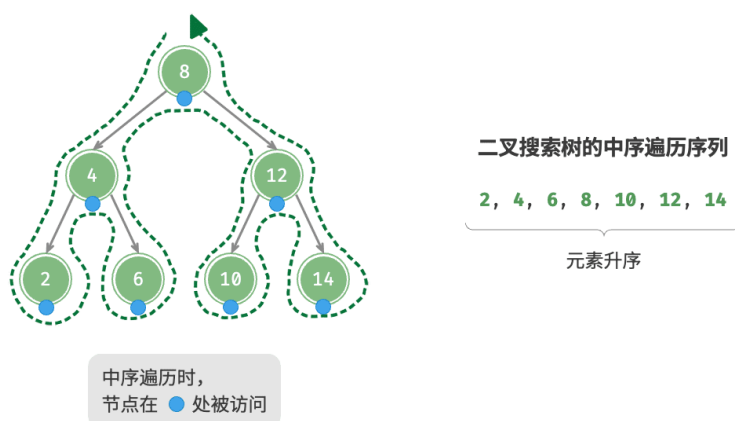 8
4
12
2
6
10
14
二叉搜索树的中序遍历序列
2, 4, 6, 8, 10, 12, 14
元素升序
中序遍历时,
节点在 处被访问